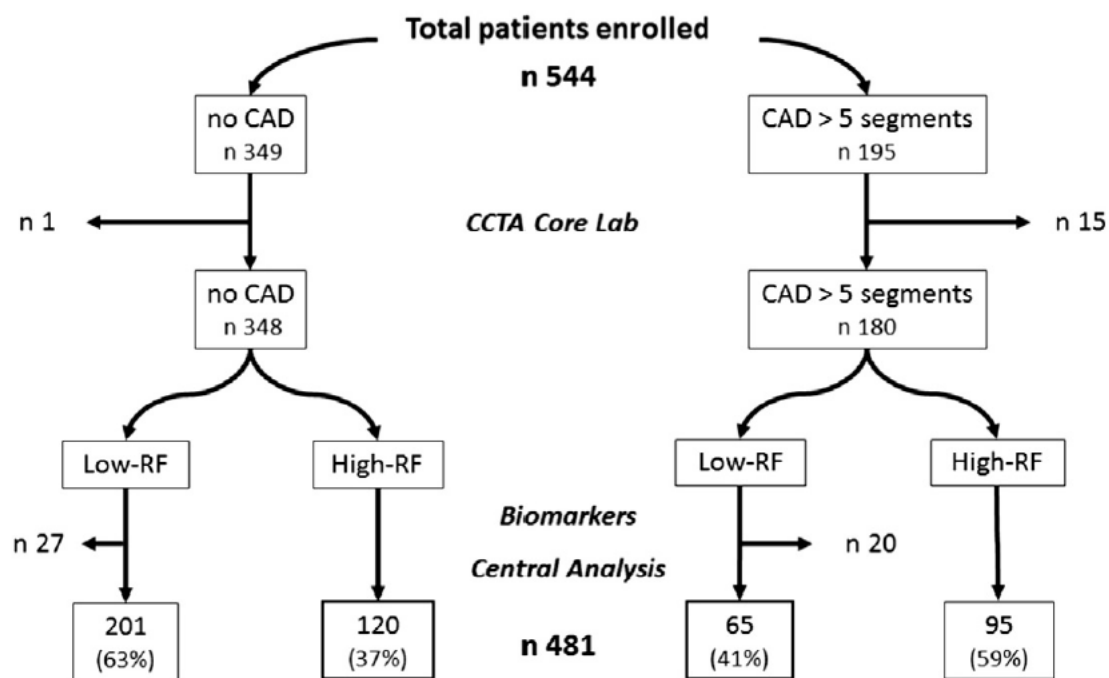 Total patients enrolled
n 544
no CAD
n 349
CAD > 5 segments
n 195
n 1
CCTA Core Lab
n 15
no CAD
n 348
CAD > 5 segments
n 180
Low-RF
High-RF
Low-RF
High-RF
Biomarkers
n 27
n 20
Central Analysis
201
(63%)
120
(37%)
n 481
65
(41%)
95
(59%)